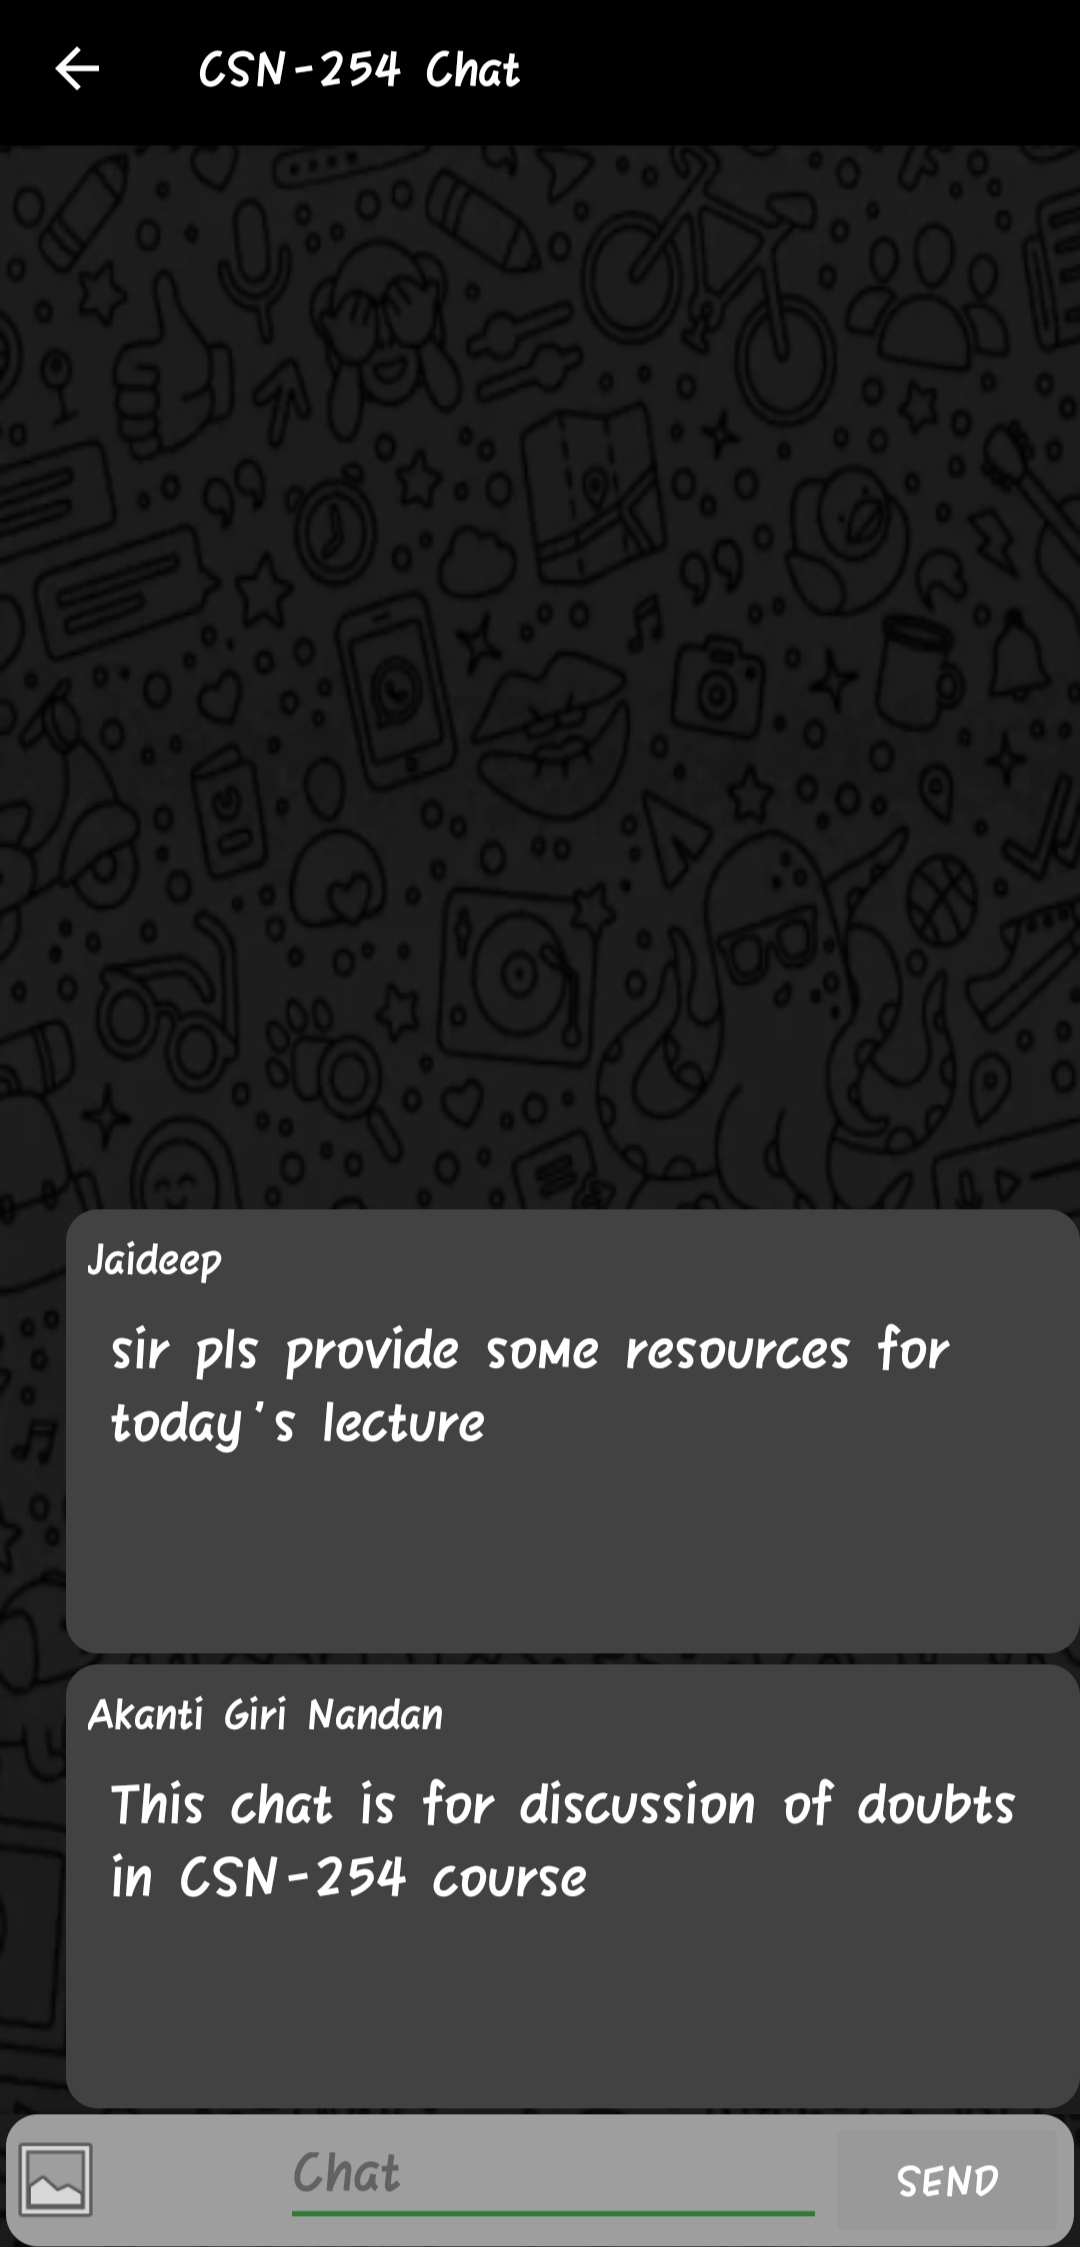 CSN-254 Chat
Jaideep
sir pls provide some resources for
today's lecture
Akanti Giri Nandan
This chat is for discussion of doubts
in CSN-254 course
Chat
SEND